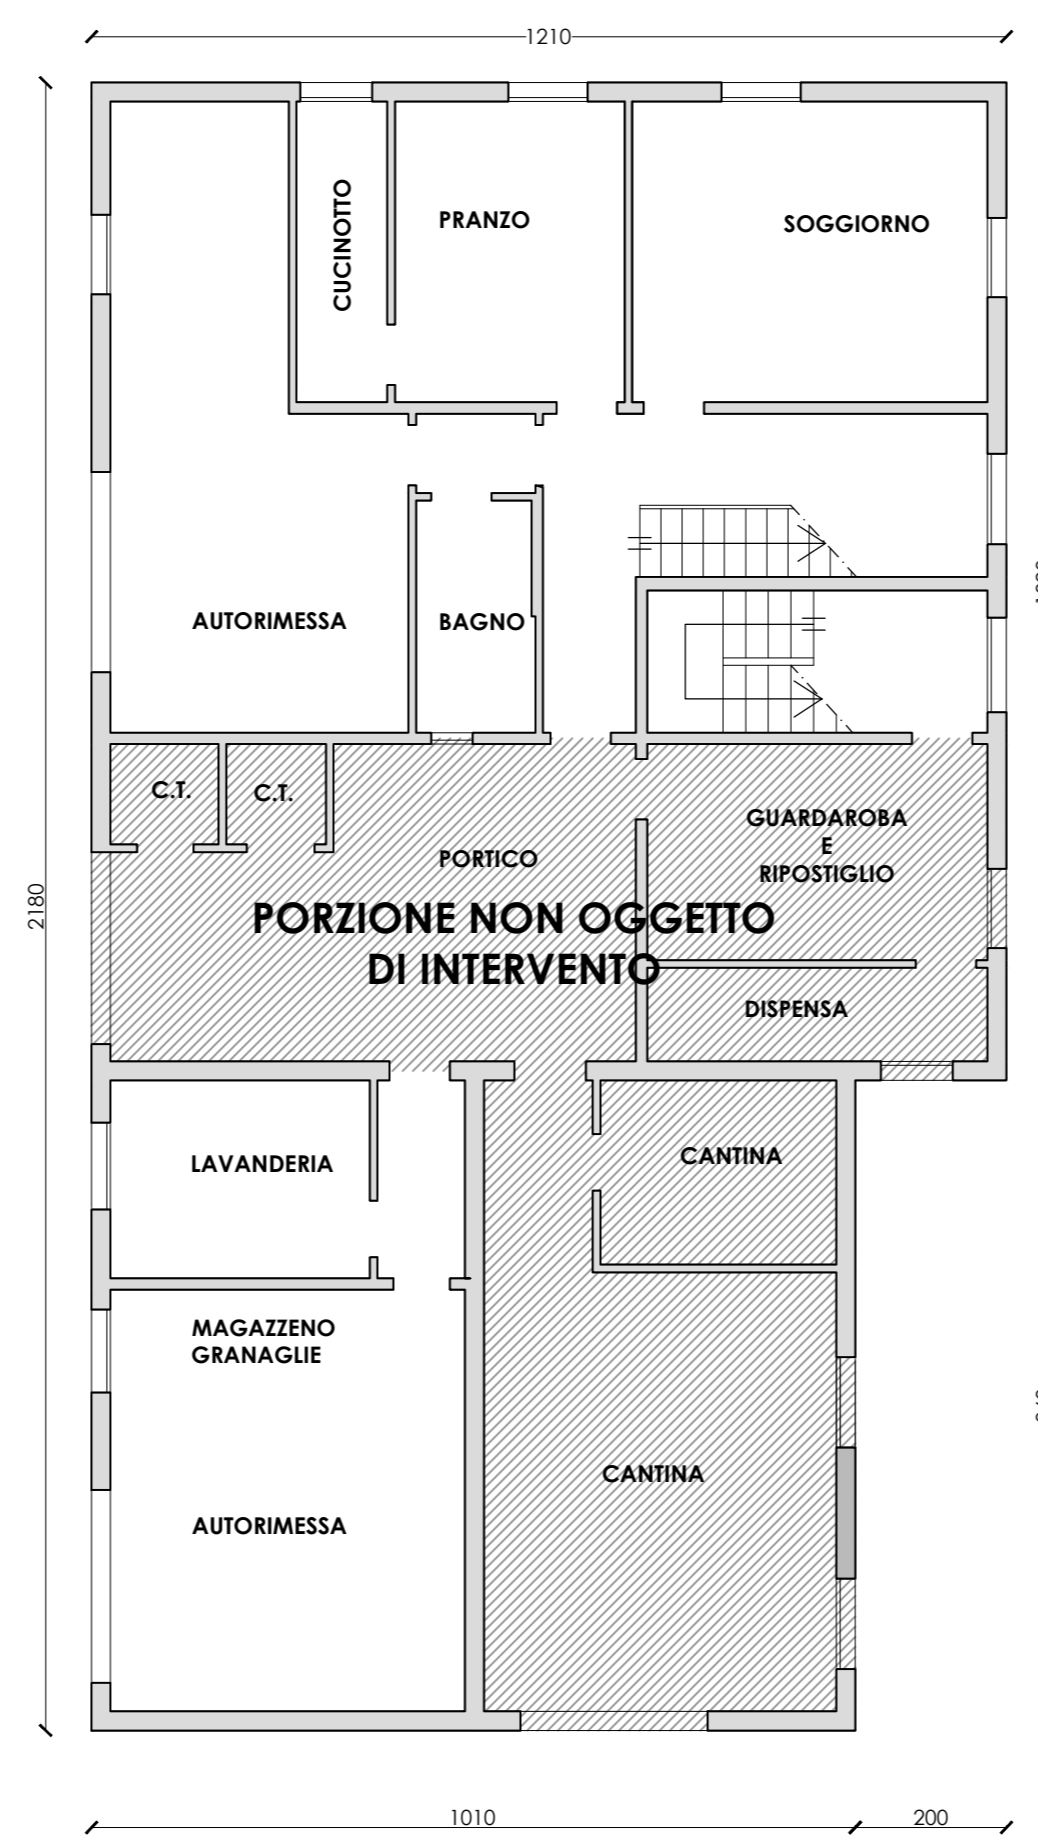 1210
CUCINOTTO
PRANZO
SOGGIORNO
AUTORIMESSA
BAGNO
C.T.
C.T.
PORTICO
GUARDAROBA
E
RIPOSTIGLIO
2180
PORZIONE NON OGGETTO
DI INTERVENTO
DISPENSA
LAVANDERIA
CANTINA
MAGAZZENO
GRANAGLIE
CANTINA
AUTORIMESSA
1010
200